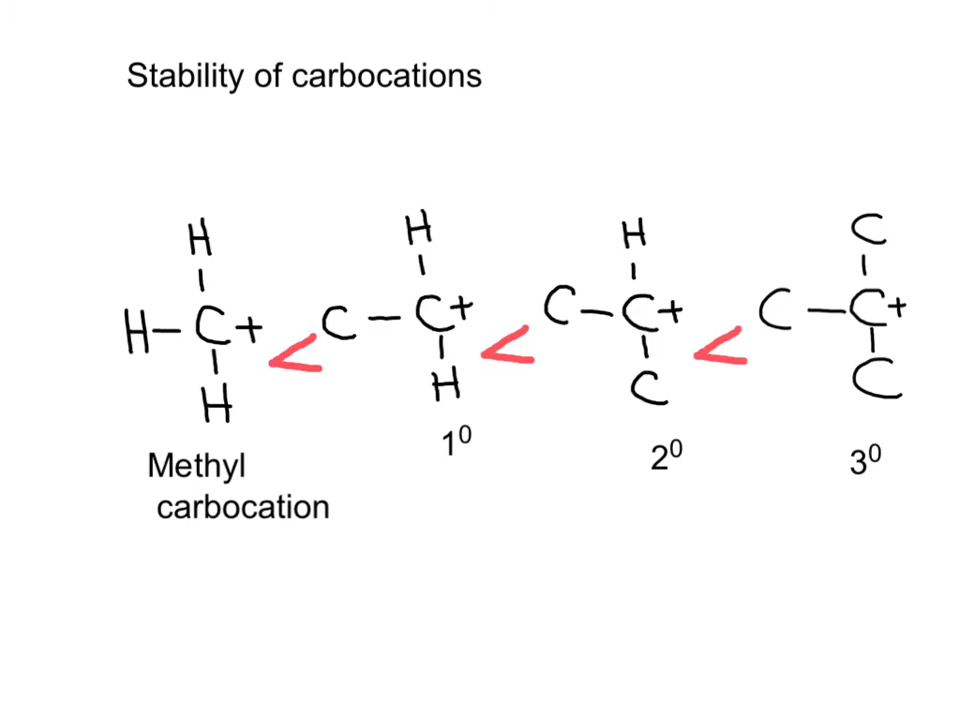 Stability of carbocations
H H H C
H–C+ < C–C+ < C–C+ < C–C+
H H C C
1⁰ 2⁰ 3⁰
Methyl
carbocation